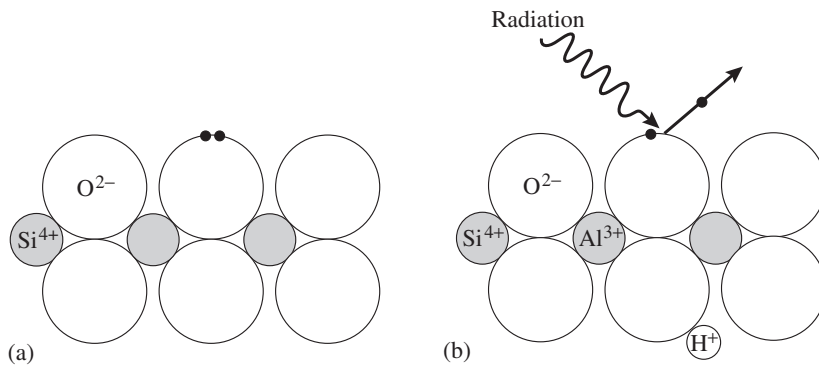 Radiation
O2−
Si4+
(a)
O2−
Si4+
Al3+
H+
(b)